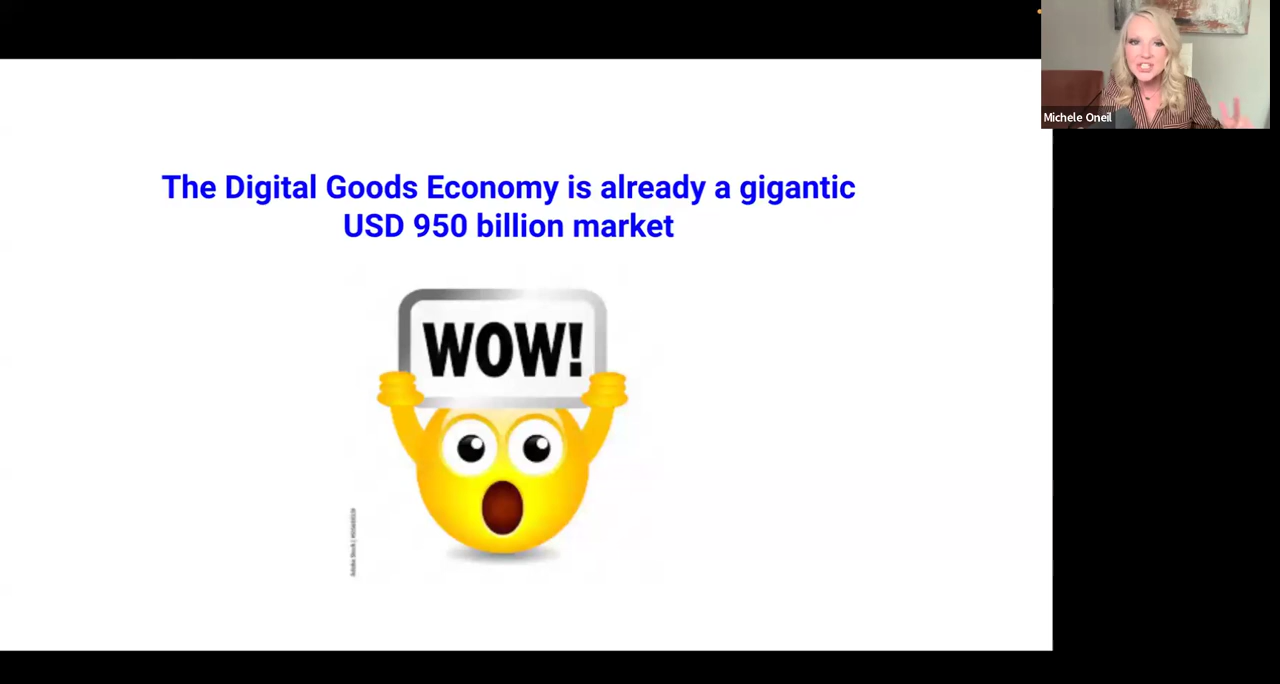 Michele Oneil
The Digital Goods Economy is already a gigantic
USD 950 billion market
WOW!